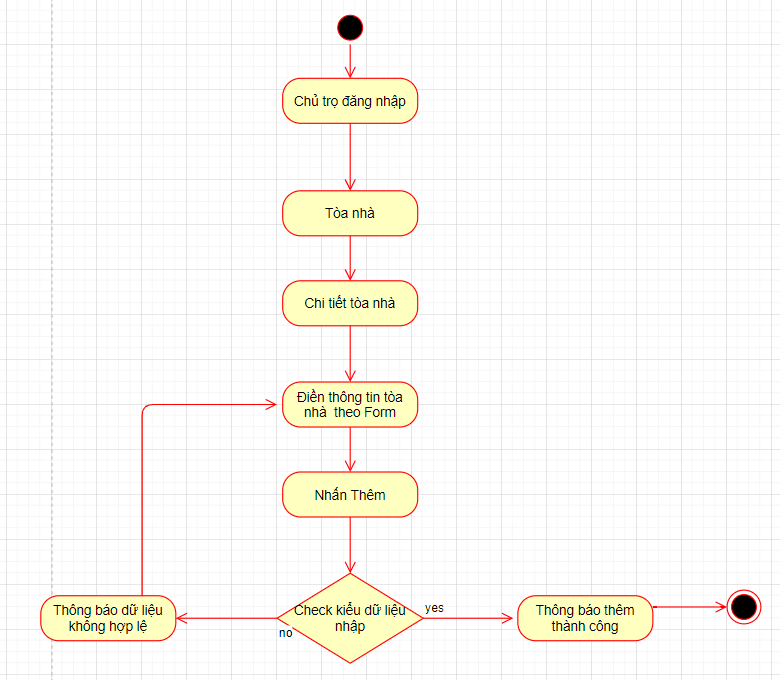 Chủ trọ đăng nhập
Tòa nhà
Chi tiết tòa nhà
Điền thông tin tòa
nhà theo Form
Nhấn Thêm
Check kiểu dữ liệu
nhập
yes
no
Thông báo dữ liệu
không hợp lệ
Thông báo thêm
thành công